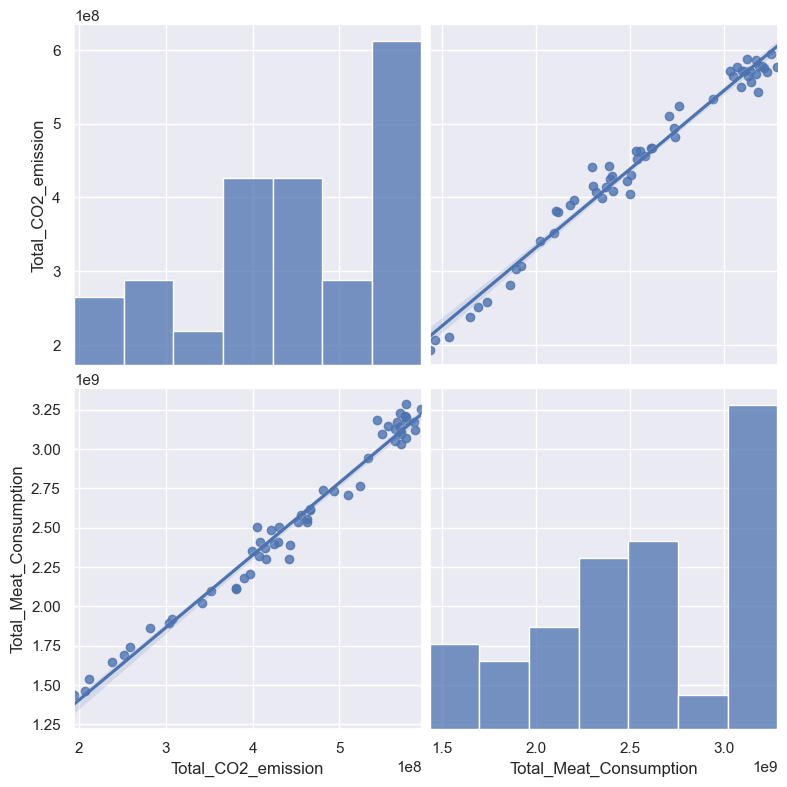 1e8
6
5
4
3
2
Total_CO2_emission
1e9
3.25
3.00
2.75
2.50
2.25
2.00
1.75
1.50
1.25
Total_Meat_Consumption
2 3 4 5
1e8
Total_CO2_emission
1.5 2.0 2.5 3.0
1e9
Total_Meat_Consumption